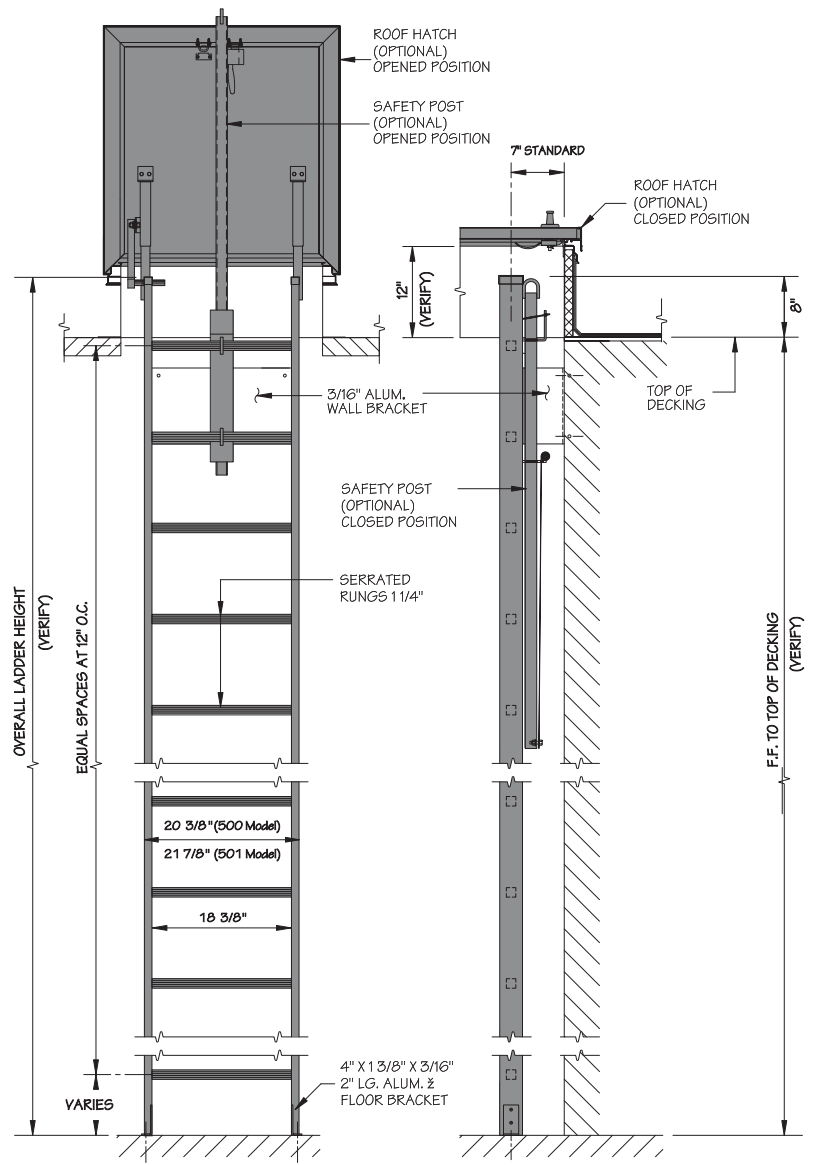 ROOF HATCH
(OPTIONAL)
OPENED POSITION
SAFETY POST
(OPTIONAL)
OPENED POSITION
7" STANDARD
ROOF HATCH
(OPTIONAL)
CLOSED POSITION
12"
(VERIFY)
8"
3/16" ALUM.
WALL BRACKET
TOP OF
DECKING
SAFETY POST
(OPTIONAL)
CLOSED POSITION
SERRATED
RUNGS 1 1/4"
OVERALL LADDER HEIGHT
(VERIFY)
EQUAL SPACES AT 12" O.C.
F.F. TO TOP OF DECKING
(VERIFY)
20 3/8" (500 Model)
21 7/8" (501 Model)
18 3/8"
4" X 1 3/8" X 3/16"
2" LG. ALUM. ž
FLOOR BRACKET
VARIES